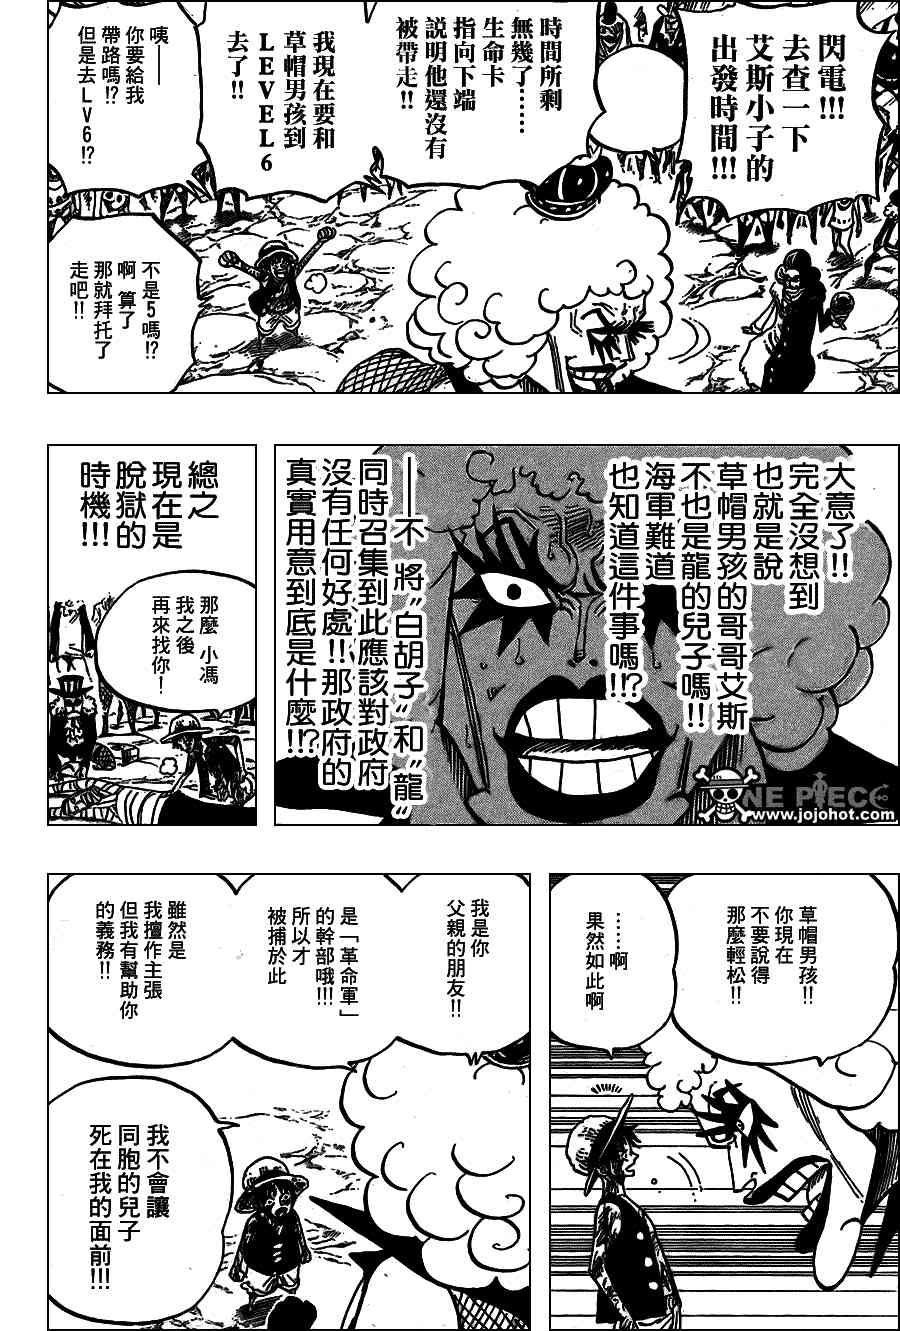 閃電!!!
去查一下
艾斯小子的
出發時間!!!
時間所剩
無幾了……
生命卡
指向下端
說明他還沒有
被帶走!!
我現在要和
草帽男孩到
LEVEL6
去了!!
咦——
你要給我
帶路嗎!?
但是去LV6!?
不是5嗎!?
啊 算了
那就拜托了
走吧!!
大意了!!
完全沒想到
也就是說
草帽男孩的哥哥艾斯
不也是龍的兒子嗎!!
海軍難道
也知道這件事嗎!!?
——不 將〝白胡子〞和〝龍〞
同時召集到此應該對政府
沒有任何好處!!那政府的
真實用意到底是什麼!!?
ONE PIECE
www.jojohot.com
總之
現在是
脫獄的
時機!!!
那麼 小馮
我之後
再來找你!
草帽男孩!!
你現在
不要說得
那麼輕松!!
……啊
果然如此啊
我是你
父親的朋友!!
是「革命軍」
的幹部哦!!!
所以才
被捕於此
雖然是
我擅作主張
但我有幫助你
的義務!!
我不會讓
同胞的兒子
死在我的面前!!!